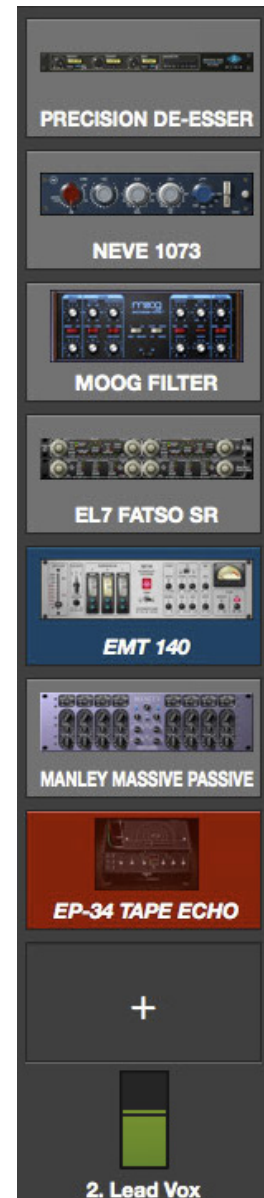 PRECISION DE-ESSER
NEVE 1073
moog
MOOG FILTER
EL7 FATSO SR
EMT 140
MANLEY MASSIVE PASSIVE
EP-34 TAPE ECHO
+
2. Lead Vox